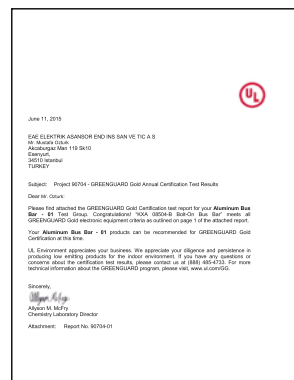 UL
June 11, 2015
EAE ELEKTRIK ASANSOR END INS SAN VE TIC A S
Mr. Mustafa Ozturk
Akcaburgaz Man 119 Sk10
Esenyurt,
34510 Istanbul
TURKEY
Subject: Project 90704 - GREENGUARD Gold Annual Certification Test Results
Dear Mr. Ozturk:
Please find attached the GREENGUARD Gold Certification test report for your Aluminum Bus
Bar - 01 Test Group. Congratulations! "KXA 08504-B Bolt-On Bus Bar" meets all
GREENGUARD Gold electronic equipment criteria as outlined on page 1 of the attached report.
Your Aluminum Bus Bar - 01 products can be recommended for GREENGUARD Gold
Certification at this time.
UL Environment appreciates your business. We appreciate your diligence and persistence in
producing low emitting products for the indoor environment. If you have any questions or
concerns about the certification test results, please contact us at (888) 485-4733. For more
technical information about the GREENGUARD program, please visit, www.ul.com/GG.
Sincerely,
Allyson M. McFry
Chemistry Laboratory Director
Attachment: Report No. 90704-01